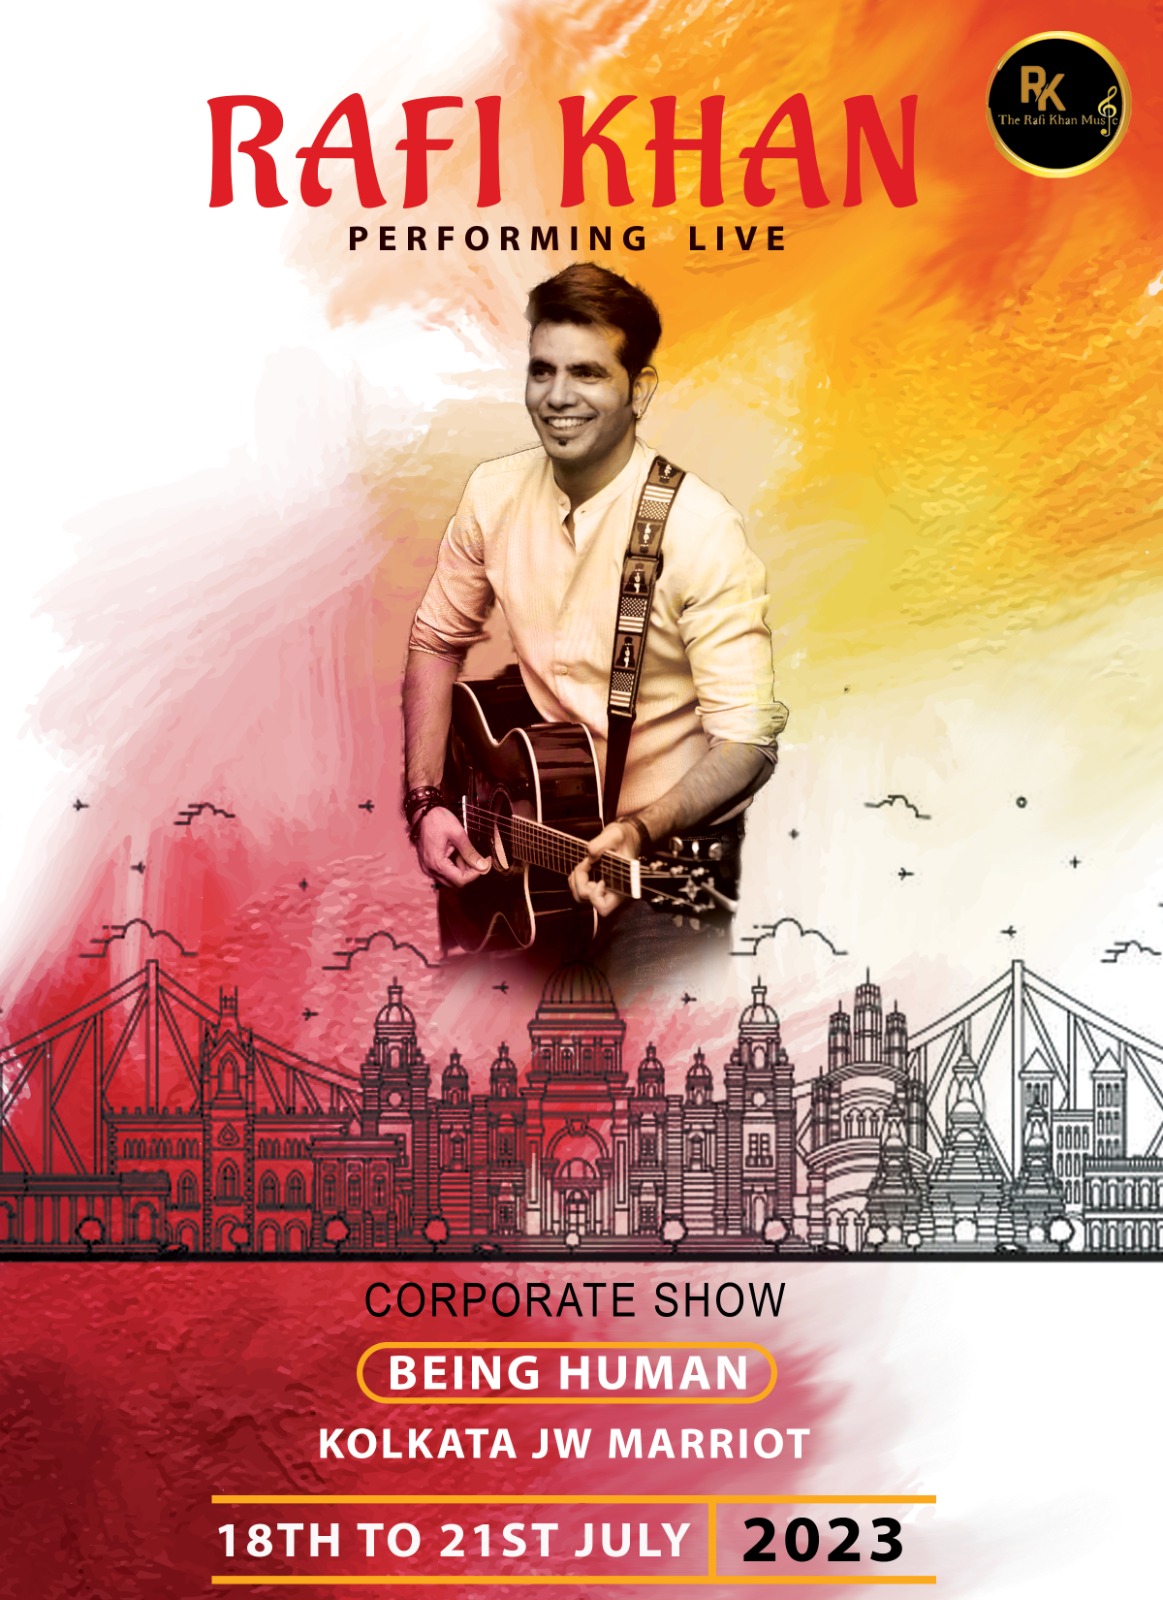 RK
The Rafi Khan Music
RAFI KHAN
PERFORMING LIVE
CORPORATE SHOW
BEING HUMAN
KOLKATA JW MARRIOT
18TH TO 21ST JULY 2023